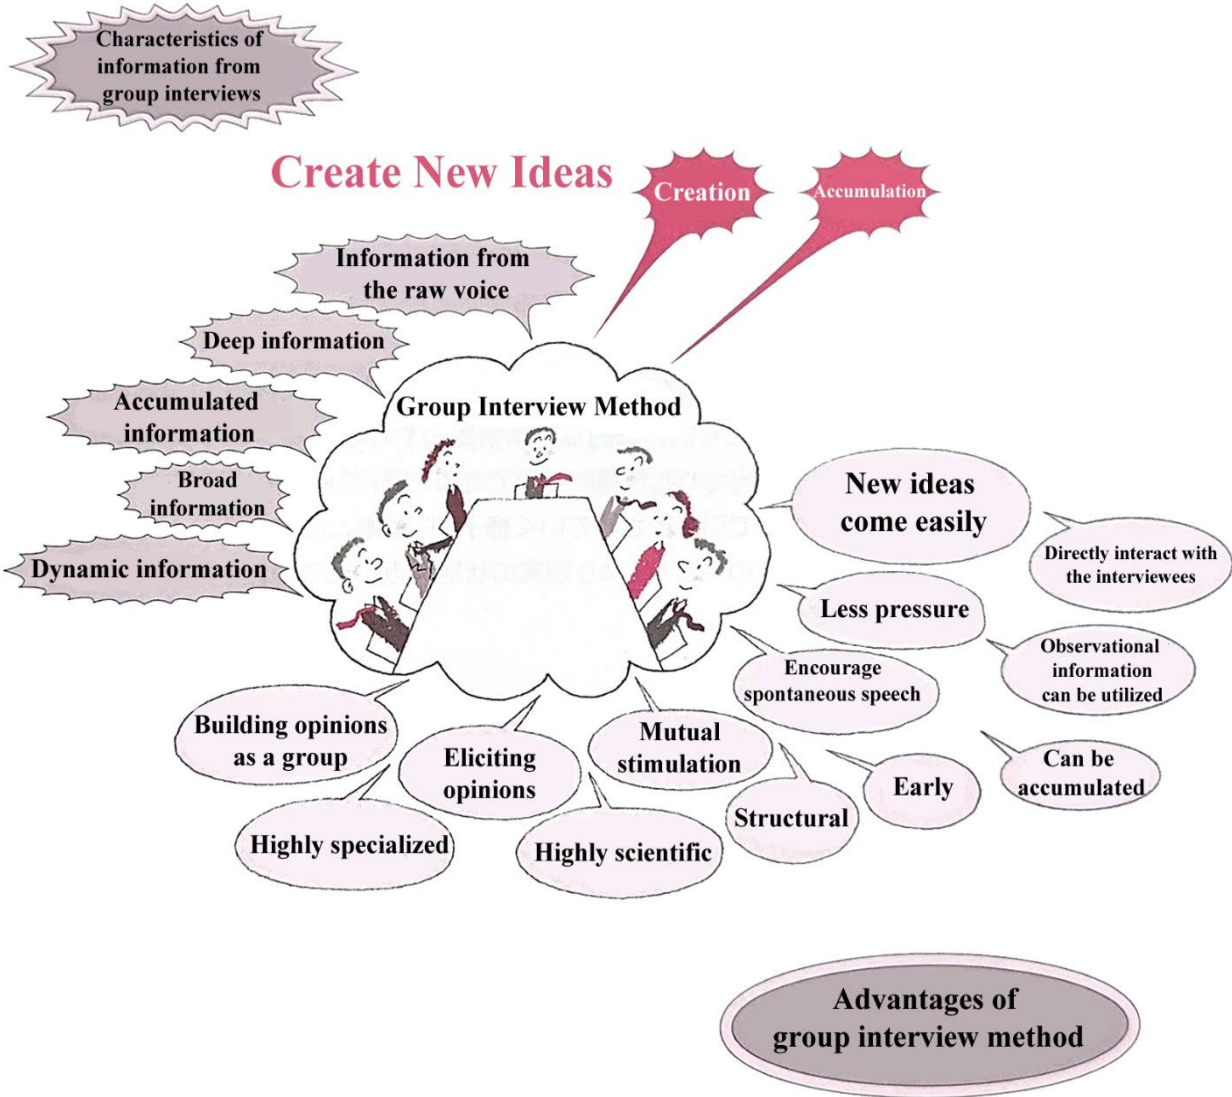 Characteristics of
information from
group interviews
Create New Ideas
Creation
Accumulation
Information from
the raw voice
Deep information
Accumulated
information
Broad
information
Dynamic information
Group Interview Method
New ideas
come easily
Directly interact with
the interviewees
Less pressure
Observational
information
can be utilized
Encourage
spontaneous speech
Building opinions
as a group
Eliciting
opinions
Mutual
stimulation
Can be
accumulated
Early
Structural
Highly specialized
Highly scientific
Advantages of
group interview method